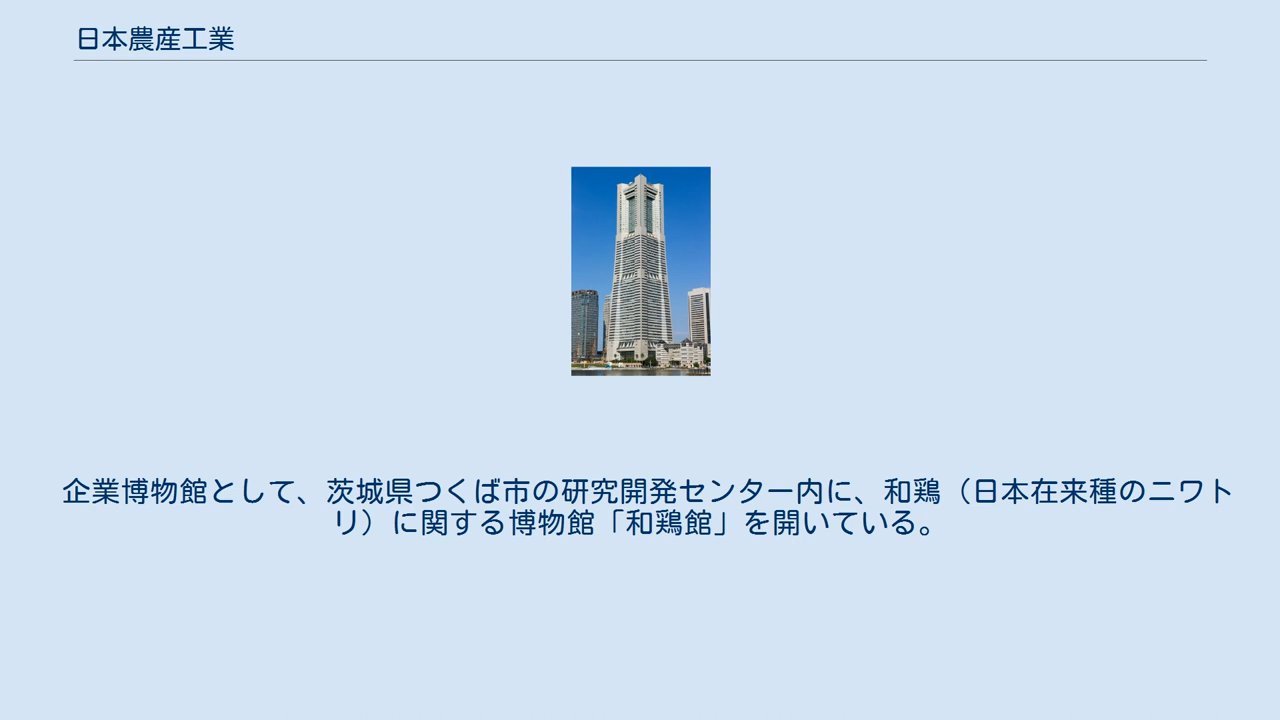 日本農産工業
企業博物館として、茨城県つくば市の研究開発センター内に、和鶏（日本在来種のニワト
リ）に関する博物館「和鶏館」を開いている。